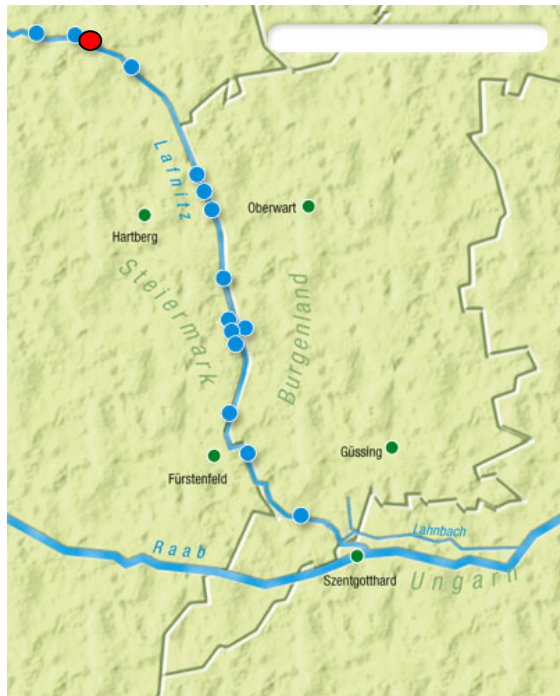 Lafnitz
Oberwart
Hartberg
Steiermark
Burgenland
Güssing
Fürstenfeld
Lahnbach
Raab
Szentgotthard
Ungarn